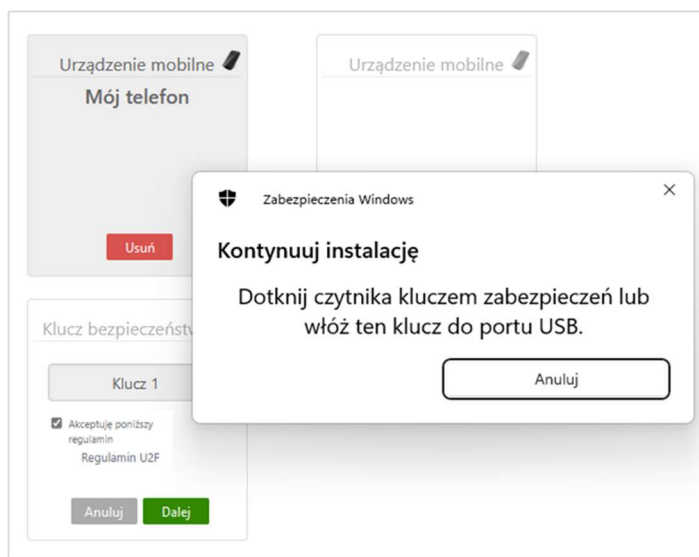 Urządzenie mobilne
Mój telefon
Usuń
Urządzenie mobilne
Zabezpieczenia Windows
Kontynuuj instalację
Dotknij czytnika kluczem zabezpieczeń lub
włóż ten klucz do portu USB.
Anuluj
Klucz bezpieczeństw
Klucz 1
Akceptuję poniższy
regulamin
Regulamin U2F
Anuluj
Dalej